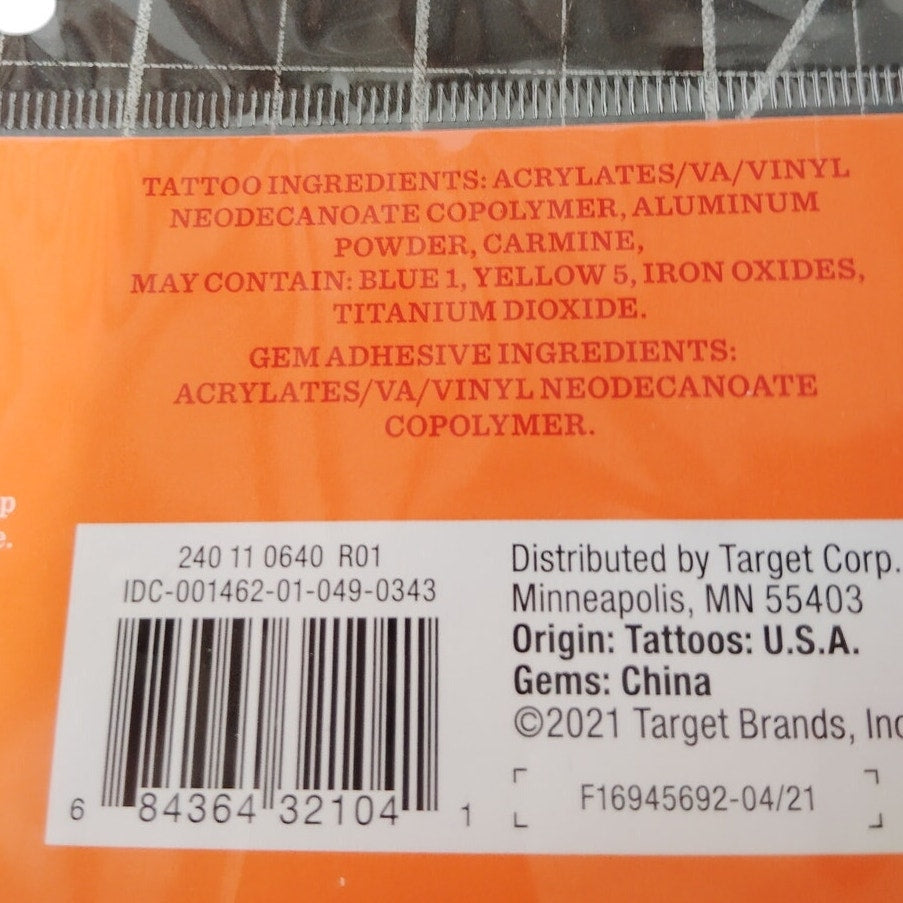 TATTOO INGREDIENTS: ACRYLATES/VA/VINYL
NEODECANOATE COPOLYMER, ALUMINUM
POWDER, CARMINE,
MAY CONTAIN: BLUE 1, YELLOW 5, IRON OXIDES,
TITANIUM DIOXIDE.
GEM ADHESIVE INGREDIENTS:
ACRYLATES/VA/VINYL NEODECANOATE
COPOLYMER.
p
e.
240 11 0640 R01
IDC-001462-01-049-0343
6 84364 32104 1
Distributed by Target Corp.
Minneapolis, MN 55403
Origin: Tattoos: U.S.A.
Gems: China
©2021 Target Brands, Inc
F16945692-04/21